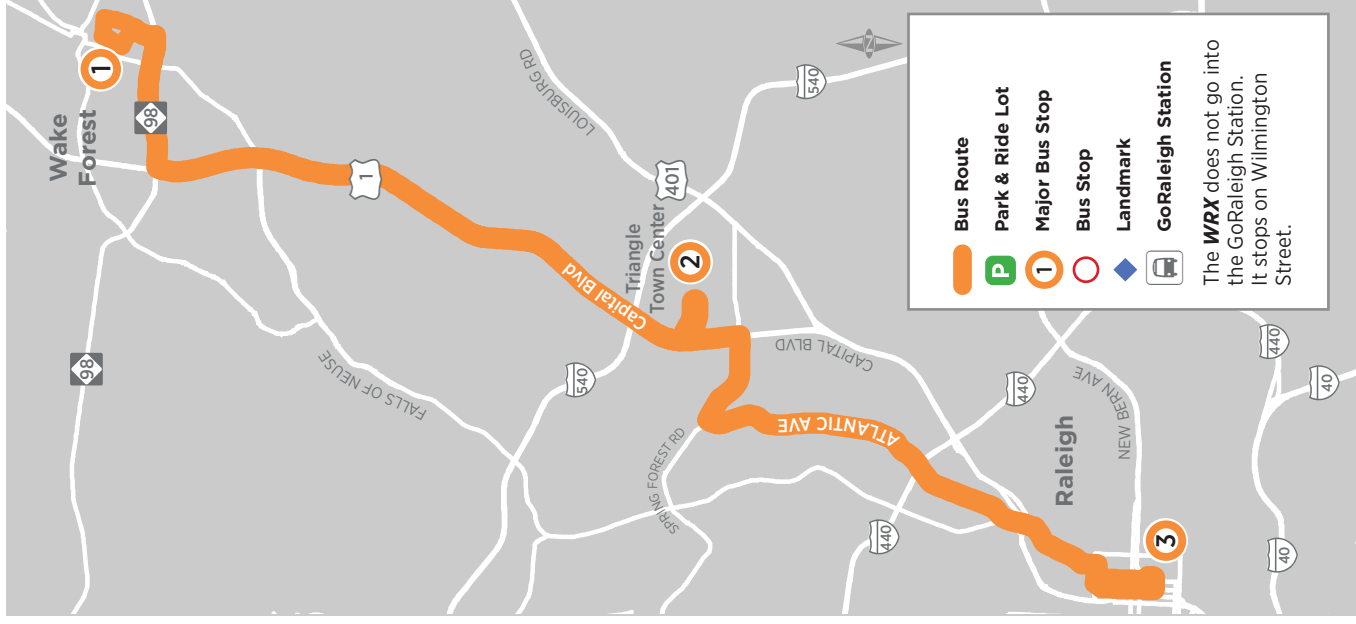 Wake
Forest
1
98
98
1
LOUISBURG RD
540
401
Triangle
Town Center
2
Capital Blvd
FALLS OF NEUSE
540
CAPITAL BLVD
SPRING FOREST RD
ATLANTIC AVE
440
440
440
NEW BERN AVE
Raleigh
40
40
3
N
Bus Route
P Park & Ride Lot
1 Major Bus Stop
Bus Stop
Landmark
GoRaleigh Station
The WRX does not go into
the GoRaleigh Station.
It stops on Wilmington
Street.